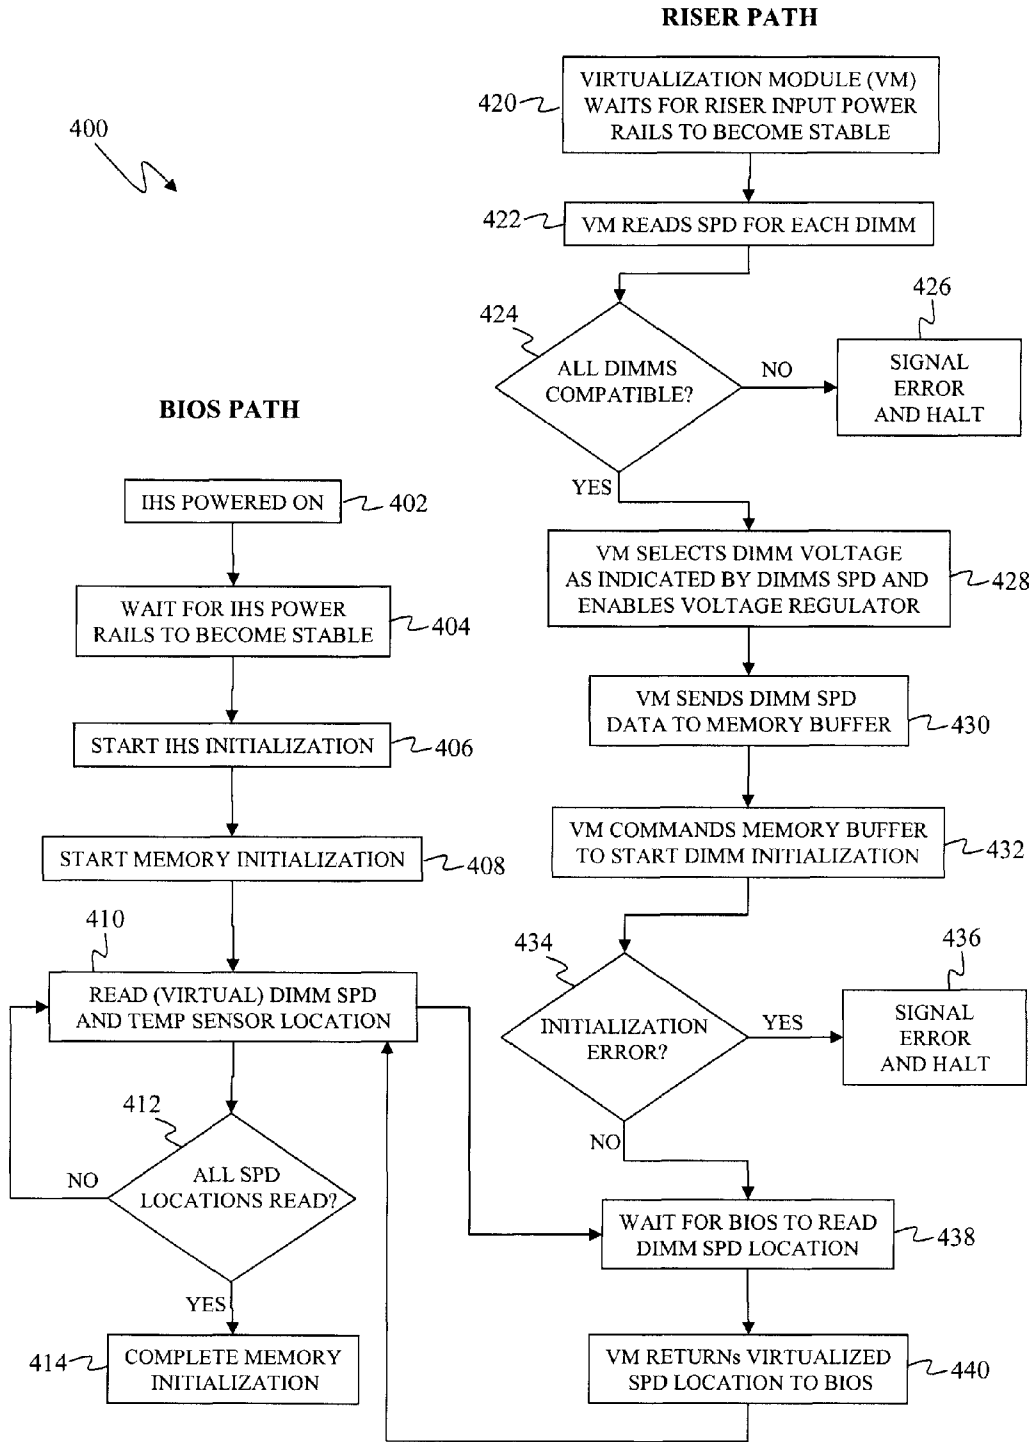 RISER PATH
420
VIRTUALIZATION MODULE (VM)
WAITS FOR RISER INPUT POWER
RAILS TO BECOME STABLE
400
422
VM READS SPD FOR EACH DIMM
424
ALL DIMMS
COMPATIBLE?
NO
426
SIGNAL
ERROR
AND HALT
YES
BIOS PATH
IHS POWERED ON
402
WAIT FOR IHS POWER
RAILS TO BECOME STABLE
404
START IHS INITIALIZATION
406
START MEMORY INITIALIZATION
408
410
READ (VIRTUAL) DIMM SPD
AND TEMP SENSOR LOCATION
412
ALL SPD
LOCATIONS READ?
NO
YES
414
COMPLETE MEMORY
INITIALIZATION
VM SELECTS DIMM VOLTAGE
AS INDICATED BY DIMMS SPD AND
ENABLES VOLTAGE REGULATOR
428
VM SENDS DIMM SPD
DATA TO MEMORY BUFFER
430
VM COMMANDS MEMORY BUFFER
TO START DIMM INITIALIZATION
432
434
INITIALIZATION
ERROR?
YES
436
SIGNAL
ERROR
AND HALT
NO
WAIT FOR BIOS TO READ
DIMM SPD LOCATION
438
VM RETURNs VIRTUALIZED
SPD LOCATION TO BIOS
440